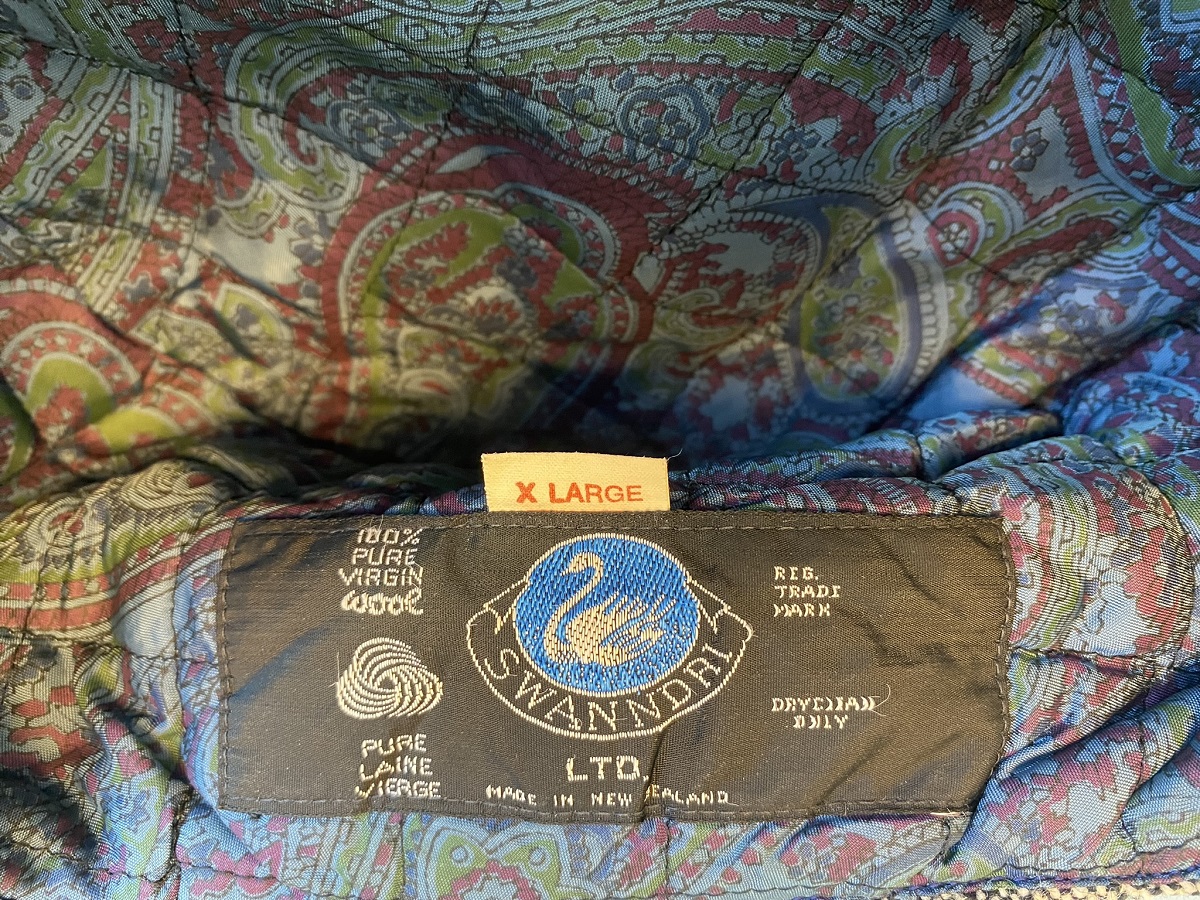 X LARGE
100%
PURE
VIRGIN
wool
PURE
LAINE
VIERGE
SWANNDRI
LTD.
MADE IN NEW ZEALAND
REG.
TRADE
MARK
DRYCLEAN
ONLY